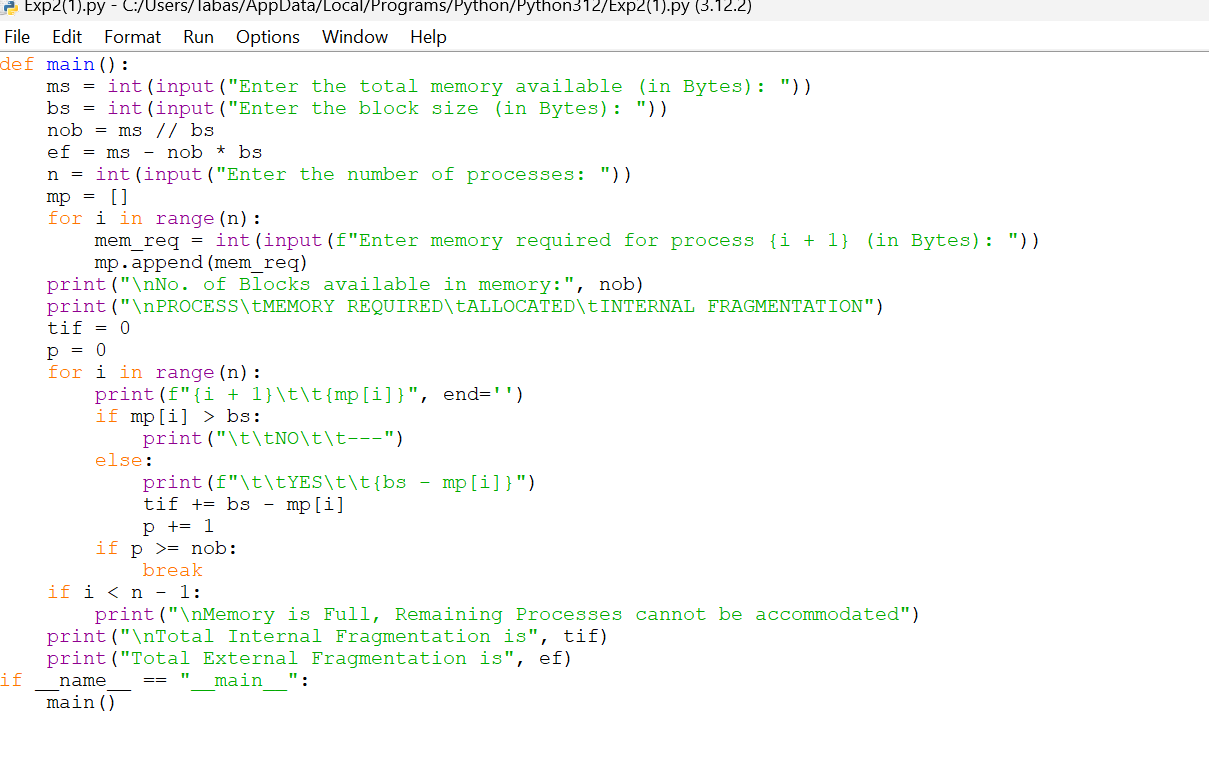 Exp2(1).py - C:/Users/Tabas/AppData/Local/Programs/Python/Python312/Exp2(1).py (3.12.2)
File Edit Format Run Options Window Help
def main():
    ms = int(input("Enter the total memory available (in Bytes): "))
    bs = int(input("Enter the block size (in Bytes): "))
    nob = ms // bs
    ef = ms - nob * bs
    n = int(input("Enter the number of processes: "))
    mp = []
    for i in range(n):
        mem_req = int(input(f"Enter memory required for process {i + 1} (in Bytes): "))
        mp.append(mem_req)
    print("\nNo. of Blocks available in memory:", nob)
    print("\nPROCESS\tMEMORY REQUIRED\tALLOCATED\tINTERNAL FRAGMENTATION")
    tif = 0
    p = 0
    for i in range(n):
        print(f"{i + 1}\t\t{mp[i]}", end='')
        if mp[i] > bs:
            print("\t\tNO\t\t---")
        else:
            print(f"\t\tYES\t\t{bs - mp[i]}")
            tif += bs - mp[i]
            p += 1
        if p >= nob:
            break
    if i < n - 1:
        print("\nMemory is Full, Remaining Processes cannot be accommodated")
    print("\nTotal Internal Fragmentation is", tif)
    print("Total External Fragmentation is", ef)
if __name__ == "__main__":
    main()